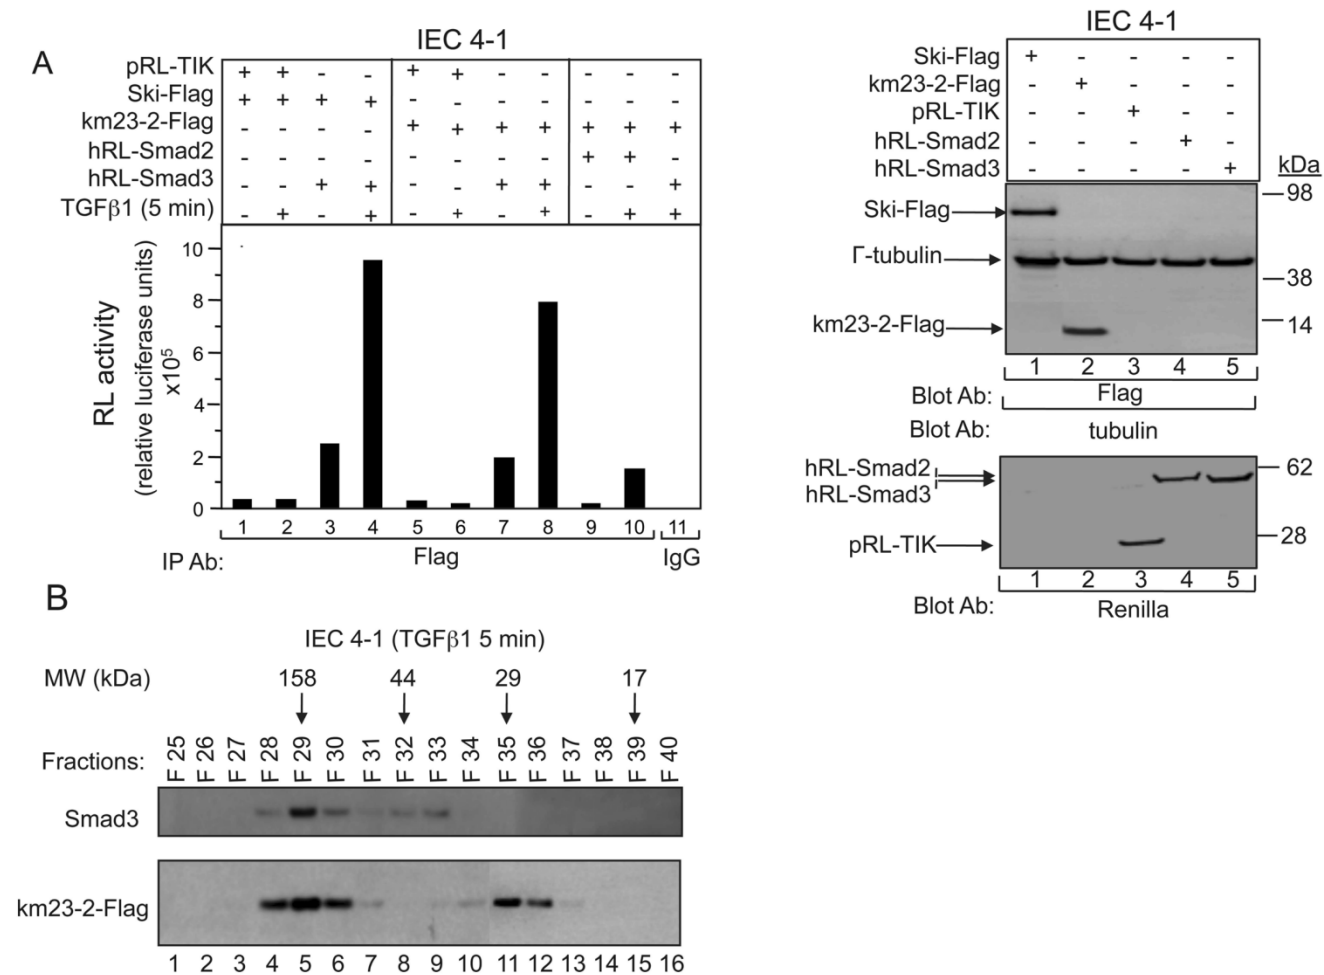 A
IEC 4-1
pRL-TIK + + - - + + - - - - -
Ski-Flag + + + + - - - - - - -
km23-2-Flag - - - - + + + + + + +
hRL-Smad2 - - - - - - - - + + -
hRL-Smad3 - - + + - - + + - - +
TGFβ1 (5 min) - + - + - + - + - + +
RL activity
(relative luciferase units)
x10⁵
10
8
6
4
2
0
1 2 3 4 5 6 7 8 9 10 11
IP Ab: Flag IgG
IEC 4-1
Ski-Flag + - - - -
km23-2-Flag - + - - -
pRL-TIK - - + - -
hRL-Smad2 - - - + -
hRL-Smad3 - - - - +
kDa
98
Ski-Flag
Γ-tubulin
38
km23-2-Flag
14
1 2 3 4 5
Blot Ab: Flag
Blot Ab: tubulin
hRL-Smad2
62
hRL-Smad3
pRL-TIK
28
1 2 3 4 5
Blot Ab: Renilla
B
IEC 4-1 (TGFβ1 5 min)
MW (kDa) 158 44 29 17
Fractions: F 25 F 26 F 27 F 28 F 29 F 30 F 31 F 32 F 33 F 34 F 35 F 36 F 37 F 38 F 39 F 40
Smad3
km23-2-Flag
1 2 3 4 5 6 7 8 9 10 11 12 13 14 15 16